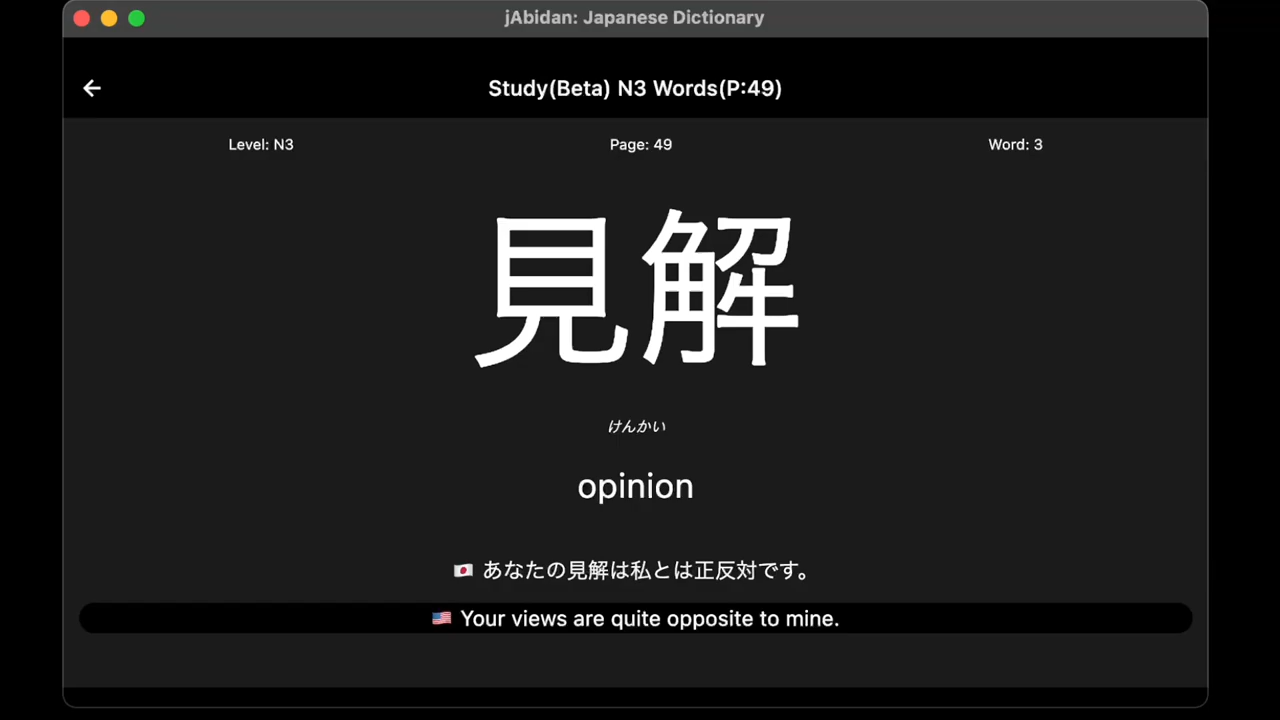 jAbidan: Japanese Dictionary
Study(Beta) N3 Words(P:49)
Level: N3 Page: 49 Word: 3
見解
けんかい
opinion
あなたの見解は私とは正反対です。
Your views are quite opposite to mine.